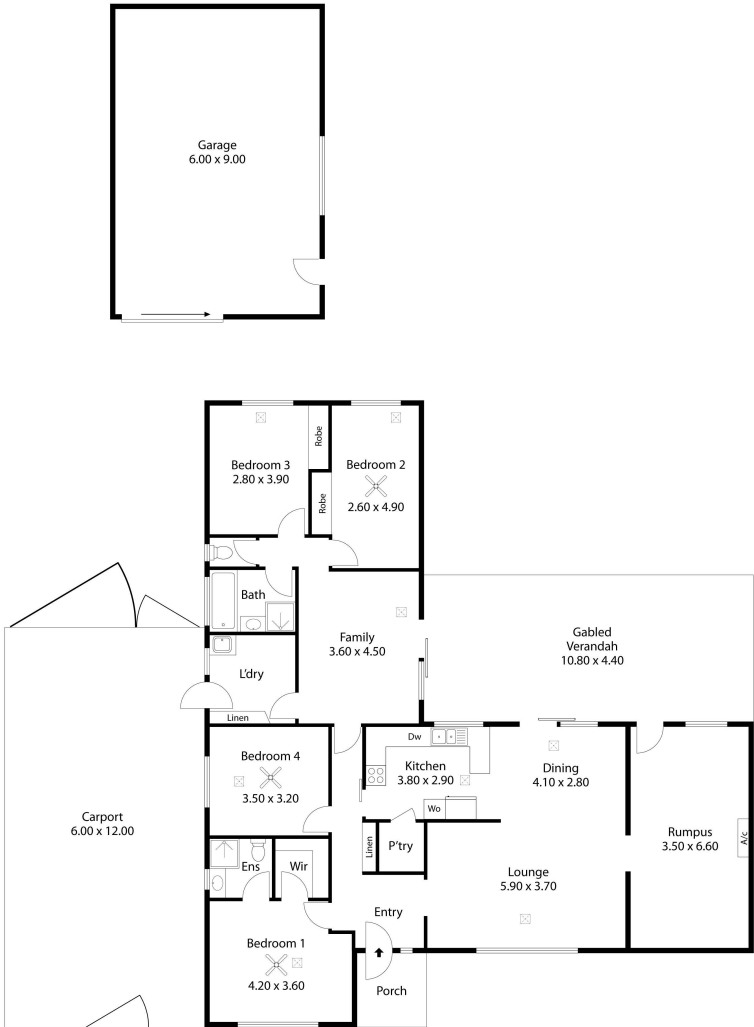 Garage
6.00 x 9.00
Bedroom 3
2.80 x 3.90
Robe
Robe
Bedroom 2
2.60 x 4.90
Bath
Family
3.60 x 4.50
Gabled
Verandah
10.80 x 4.40
L'dry
Linen
Bedroom 4
3.50 x 3.20
Dw
Kitchen
3.80 x 2.90
Wo
Dining
4.10 x 2.80
Carport
6.00 x 12.00
Rumpus
3.50 x 6.60
A/c
Linen
P'try
Ens
Wir
Lounge
5.90 x 3.70
Entry
Bedroom 1
4.20 x 3.60
Porch